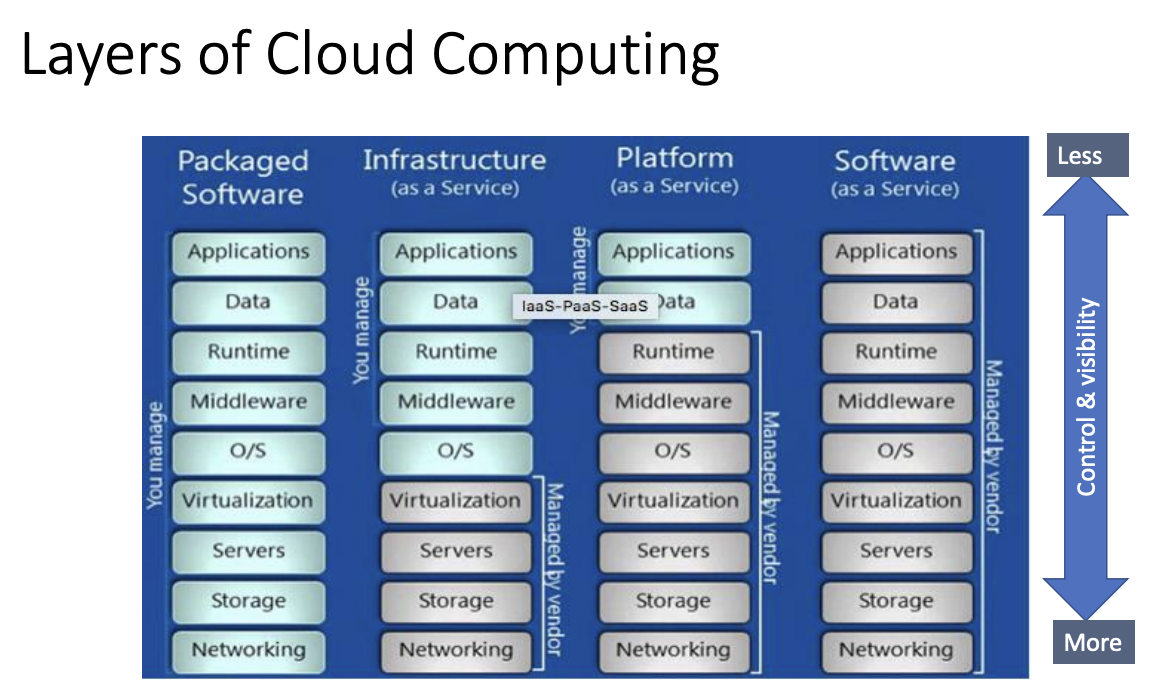 Layers of Cloud Computing
Packaged
Software
You manage
Applications
Data
Runtime
Middleware
O/S
Virtualization
Servers
Storage
Networking
Infrastructure
(as a Service)
You manage
Applications
Data
Runtime
Middleware
O/S
Virtualization
Servers
Storage
Networking
Managed by vendor
IaaS-PaaS-SaaS
Platform
(as a Service)
You manage
Applications
Data
Runtime
Middleware
O/S
Virtualization
Servers
Storage
Networking
Managed by vendor
Software
(as a Service)
Applications
Data
Runtime
Middleware
O/S
Virtualization
Servers
Storage
Networking
Managed by vendor
Less
Control & visibility
More